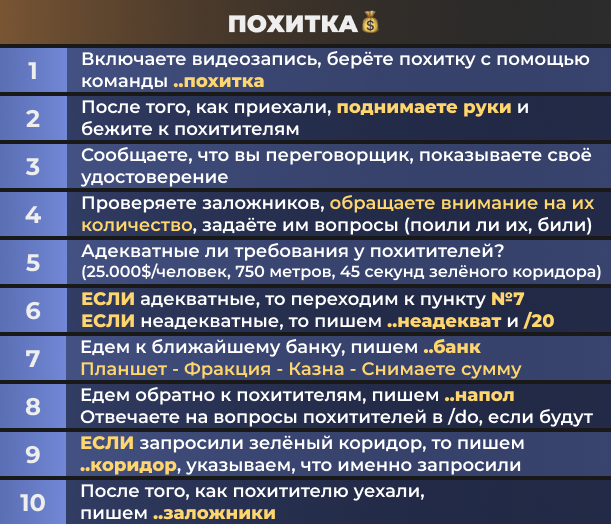 ПОХИТКА💰
1
Включаете видеозапись, берёте похитку с помощью
команды ..похитка
2
После того, как приехали, поднимаете руки и
бежите к похитителям
3
Сообщаете, что вы переговорщик, показываете своё
удостоверение
4
Проверяете заложников, обращаете внимание на их
количество, задаёте им вопросы (поили ли их, били)
5
Адекватные ли требования у похитителей?
(25.000$/человек, 750 метров, 45 секунд зелёного коридора)
6
ЕСЛИ адекватные, то переходим к пункту №7
ЕСЛИ неадекватные, то пишем ..неадекват и /20
7
Едем к ближайшему банку, пишем ..банк
Планшет - Фракция - Казна - Снимаете сумму
8
Едем обратно к похитителям, пишем ..напол
Отвечаете на вопросы похитителей в /do, если будут
9
ЕСЛИ запросили зелёный коридор, то пишем
..коридор, указываем, что именно запросили
10
После того, как похитителю уехали,
пишем ..заложники